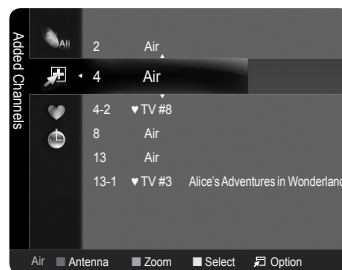 Added Channels
All
2 Air
4 Air
4-2 ♥ TV #8
8 Air
13 Air
13-1 ♥ TV #3 Alice's Adventures in Wonderland
Air Antenna Zoom Select Option